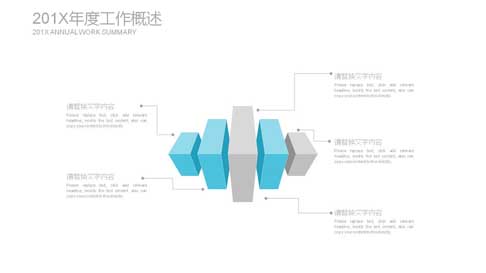 201X年度工作概述
201X ANNUAL WORK SUMMARY
请替换文字内容
Please replace text, click add relevant
headline, modify the text content, also can
copy your content to this directly.
请替换文字内容
Please replace text, click add relevant
headline, modify the text content, also can
copy your content to this directly.
请替换文字内容
Please replace text, click add relevant
headline, modify the text content, also can
copy your content to this directly.
请替换文字内容
Please replace text, click add relevant
headline, modify the text content, also can
copy your content to this directly.
请替换文字内容
Please replace text, click add relevant
headline, modify the text content, also can
copy your content to this directly.